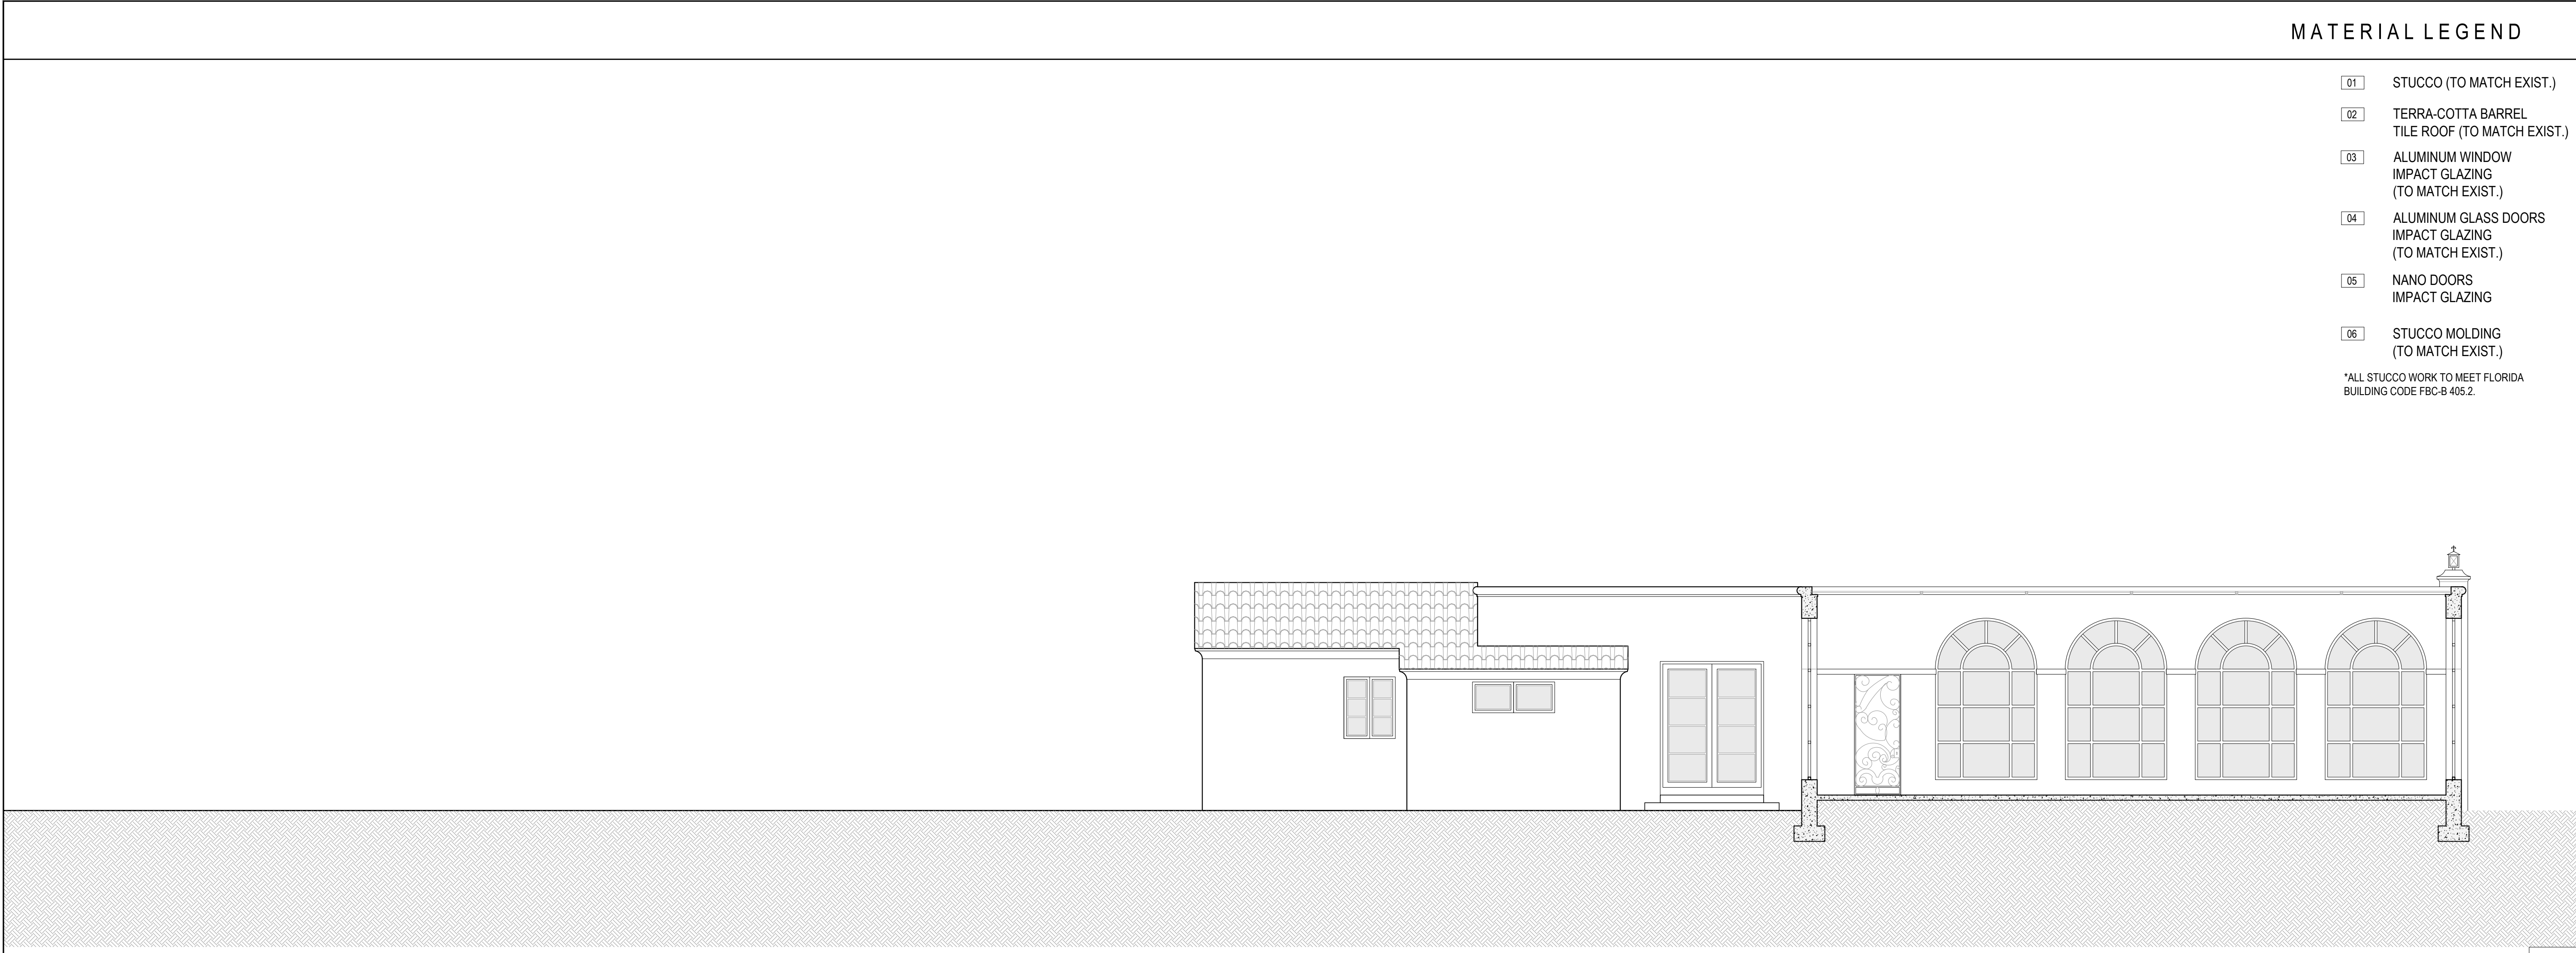 MATERIAL LEGEND
01 STUCCO (TO MATCH EXIST.)
02 TERRA-COTTA BARREL
TILE ROOF (TO MATCH EXIST.)
03 ALUMINUM WINDOW
IMPACT GLAZING
(TO MATCH EXIST.)
04 ALUMINUM GLASS DOORS
IMPACT GLAZING
(TO MATCH EXIST.)
05 NANO DOORS
IMPACT GLAZING
06 STUCCO MOLDING
(TO MATCH EXIST.)
*ALL STUCCO WORK TO MEET FLORIDA
BUILDING CODE FBC-B 405.2.